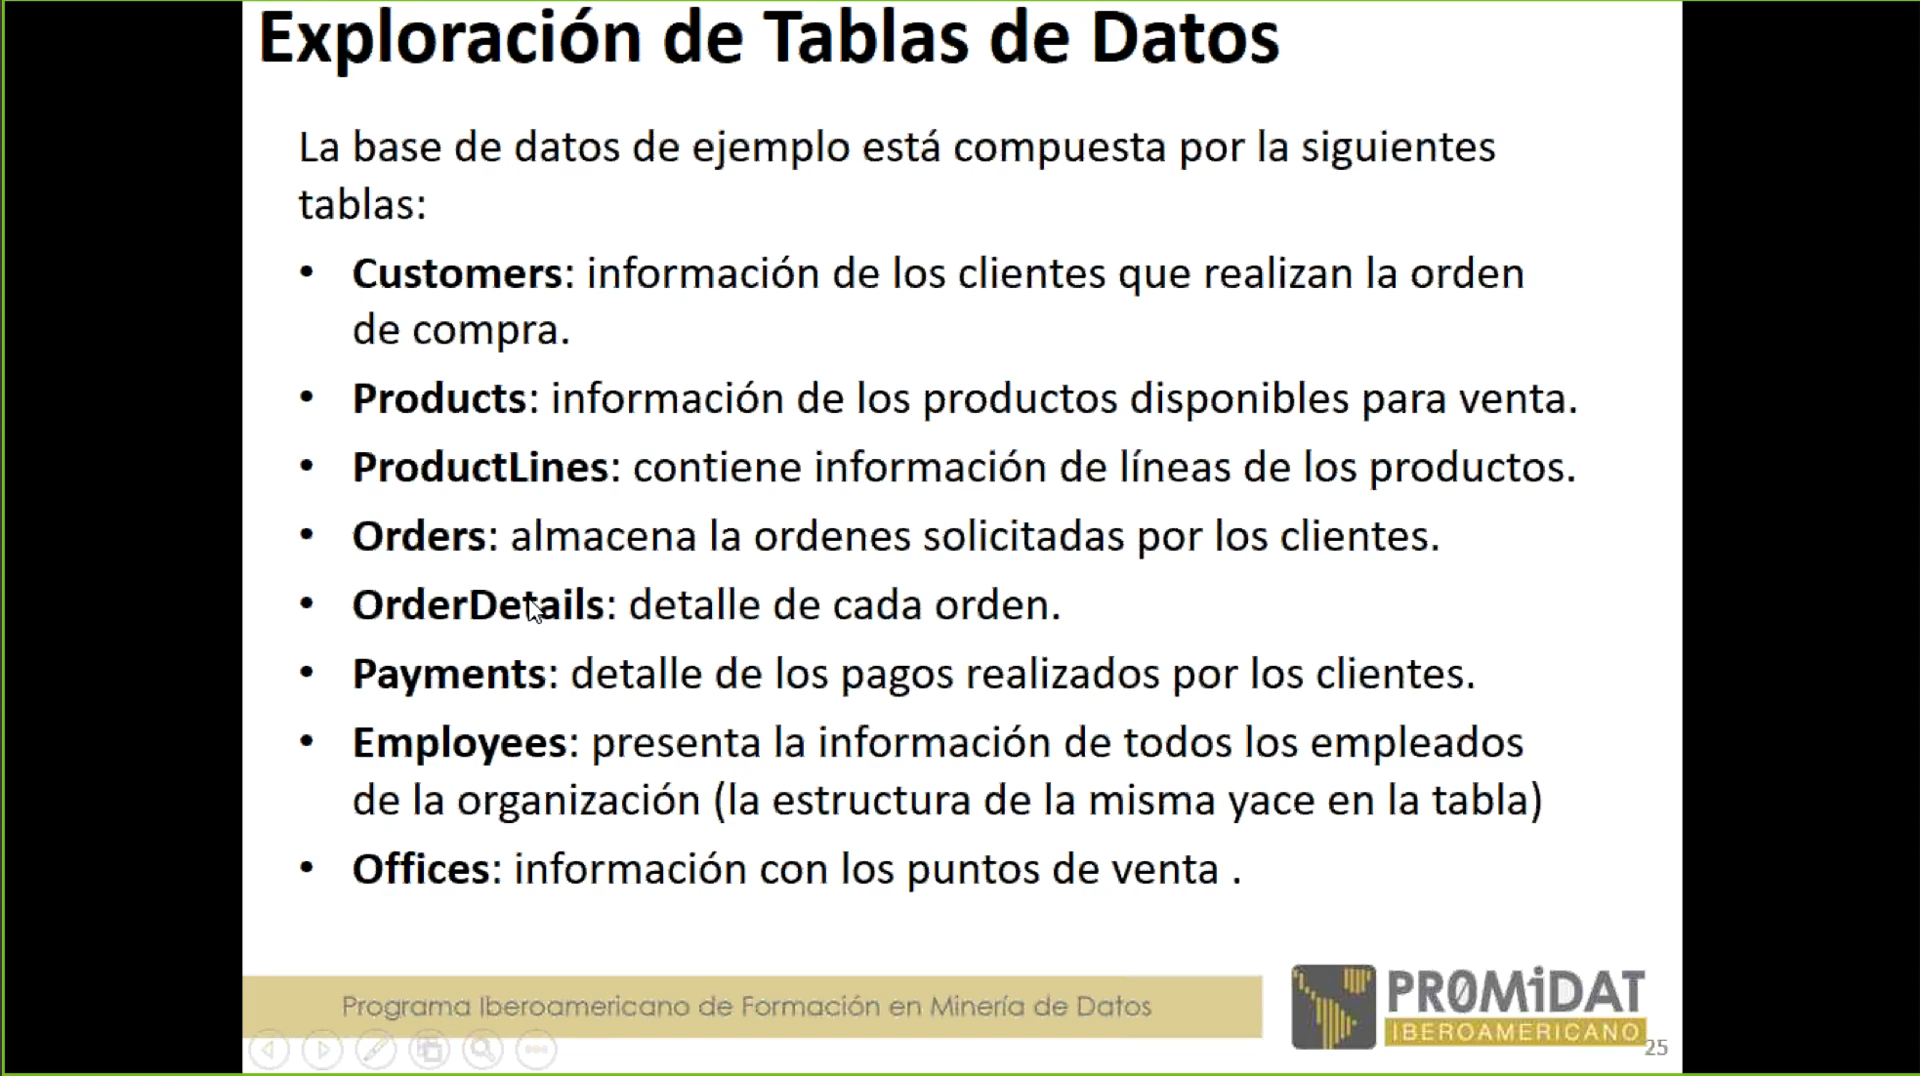 Exploración de Tablas de Datos
La base de datos de ejemplo está compuesta por la siguientes
tablas:
• Customers: información de los clientes que realizan la orden
de compra.
• Products: información de los productos disponibles para venta.
• ProductLines: contiene información de líneas de los productos.
• Orders: almacena la ordenes solicitadas por los clientes.
• OrderDetails: detalle de cada orden.
• Payments: detalle de los pagos realizados por los clientes.
• Employees: presenta la información de todos los empleados
de la organización (la estructura de la misma yace en la tabla)
• Offices: información con los puntos de venta .
Programa Iberoamericano de Formación en Minería de Datos
PR0MiDAT
IBEROAMERICANO
25